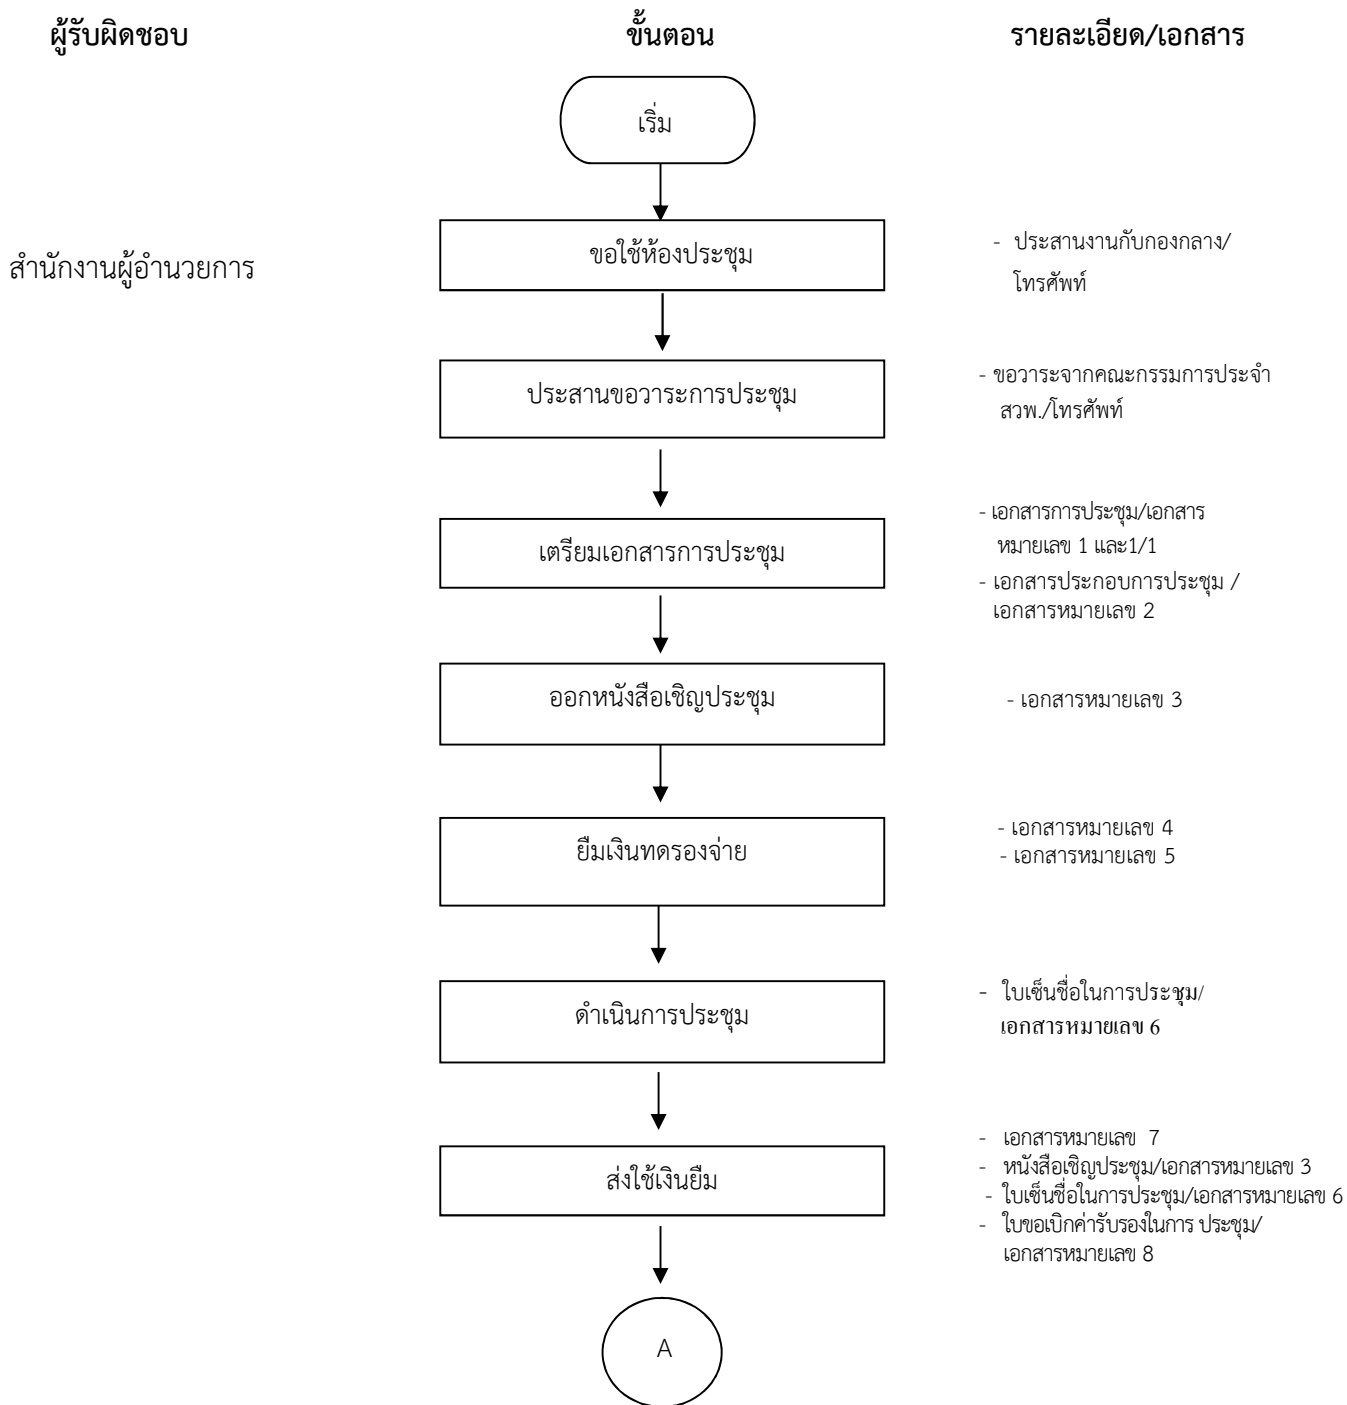 ผู้รับผิดชอบ ขั้นตอน รายละเอียด/เอกสาร
เริ่ม
สำนักงานผู้อำนวยการ
ขอใช้ห้องประชุม
- ประสานงานกับกองกลาง/
โทรศัพท์
ประสานขอวาระการประชุม
- ขอวาระจากคณะกรรมการประจำ
สวพ./โทรศัพท์
เตรียมเอกสารการประชุม
- เอกสารการประชุม/เอกสาร
หมายเลข 1 และ1/1
- เอกสารประกอบการประชุม /
เอกสารหมายเลข 2
ออกหนังสือเชิญประชุม
- เอกสารหมายเลข 3
ยืมเงินทดรองจ่าย
- เอกสารหมายเลข 4
- เอกสารหมายเลข 5
ดำเนินการประชุม
- ใบเซ็นชื่อในการประชุม/
เอกสารหมายเลข 6
ส่งใช้เงินยืม
- เอกสารหมายเลข 7
- หนังสือเชิญประชุม/เอกสารหมายเลข 3
- ใบเซ็นชื่อในการประชุม/เอกสารหมายเลข 6
- ใบขอเบิกค่ารับรองในการ ประชุม/
เอกสารหมายเลข 8
A